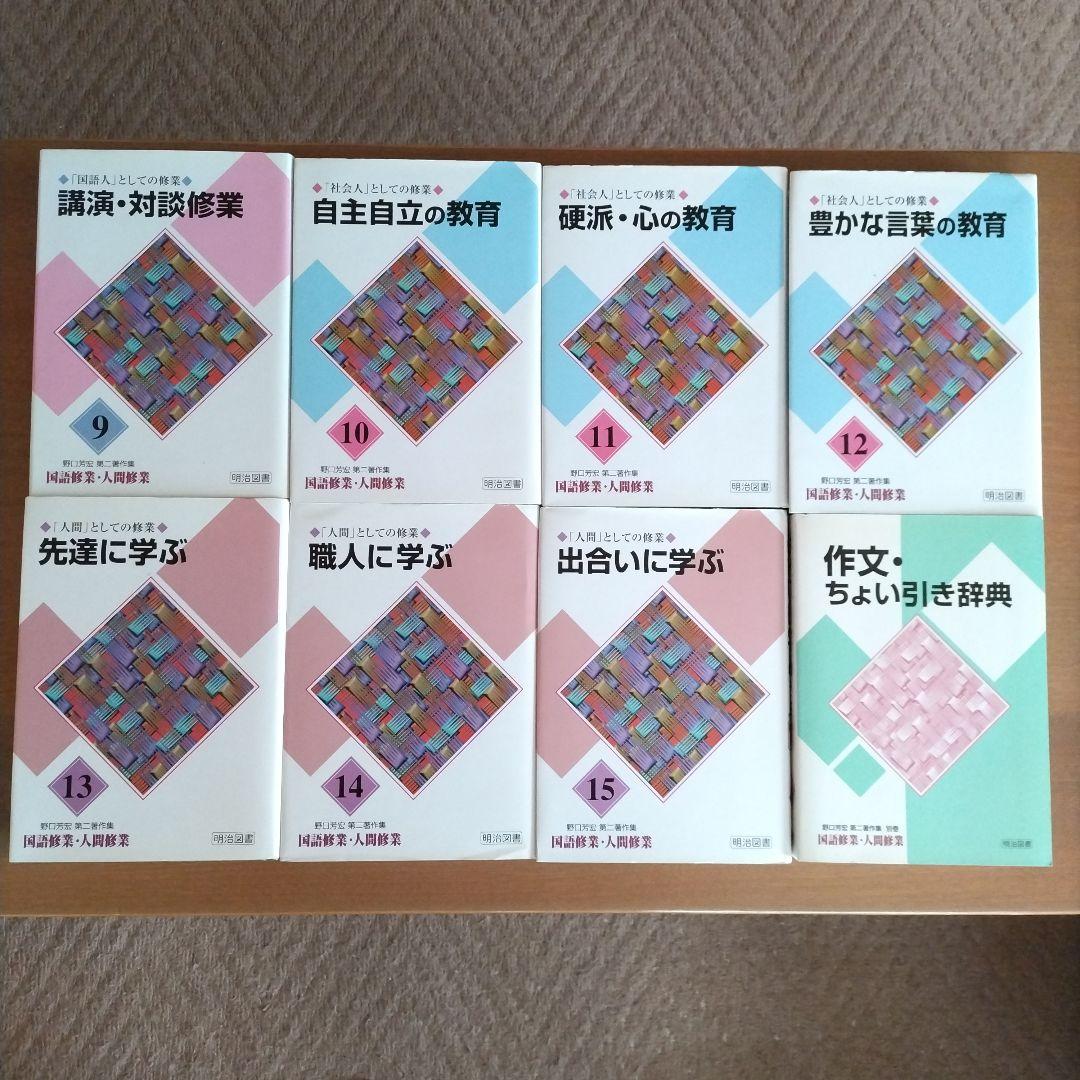 ◆「国語人」としての修業◆
講演・対談修業
9
野口芳宏 第二著作集
国語修業・人間修業
明治図書
◆「社会人」としての修業◆
自主自立の教育
10
野口芳宏 第二著作集
国語修業・人間修業
明治図書
◆「社会人」としての修業◆
硬派・心の教育
11
野口芳宏 第二著作集
国語修業・人間修業
明治図書
◆「社会人」としての修業◆
豊かな言葉の教育
12
野口芳宏 第二著作集
国語修業・人間修業
明治図書
◆「人間」としての修業◆
先達に学ぶ
13
野口芳宏 第二著作集
国語修業・人間修業
明治図書
◆「人間」としての修業◆
職人に学ぶ
14
野口芳宏 第二著作集
国語修業・人間修業
明治図書
◆「人間」としての修業◆
出合いに学ぶ
15
野口芳宏 第二著作集
国語修業・人間修業
明治図書
作文・
ちょい引き辞典
野口芳宏 第二著作集 別巻
国語修業・人間修業
明治図書